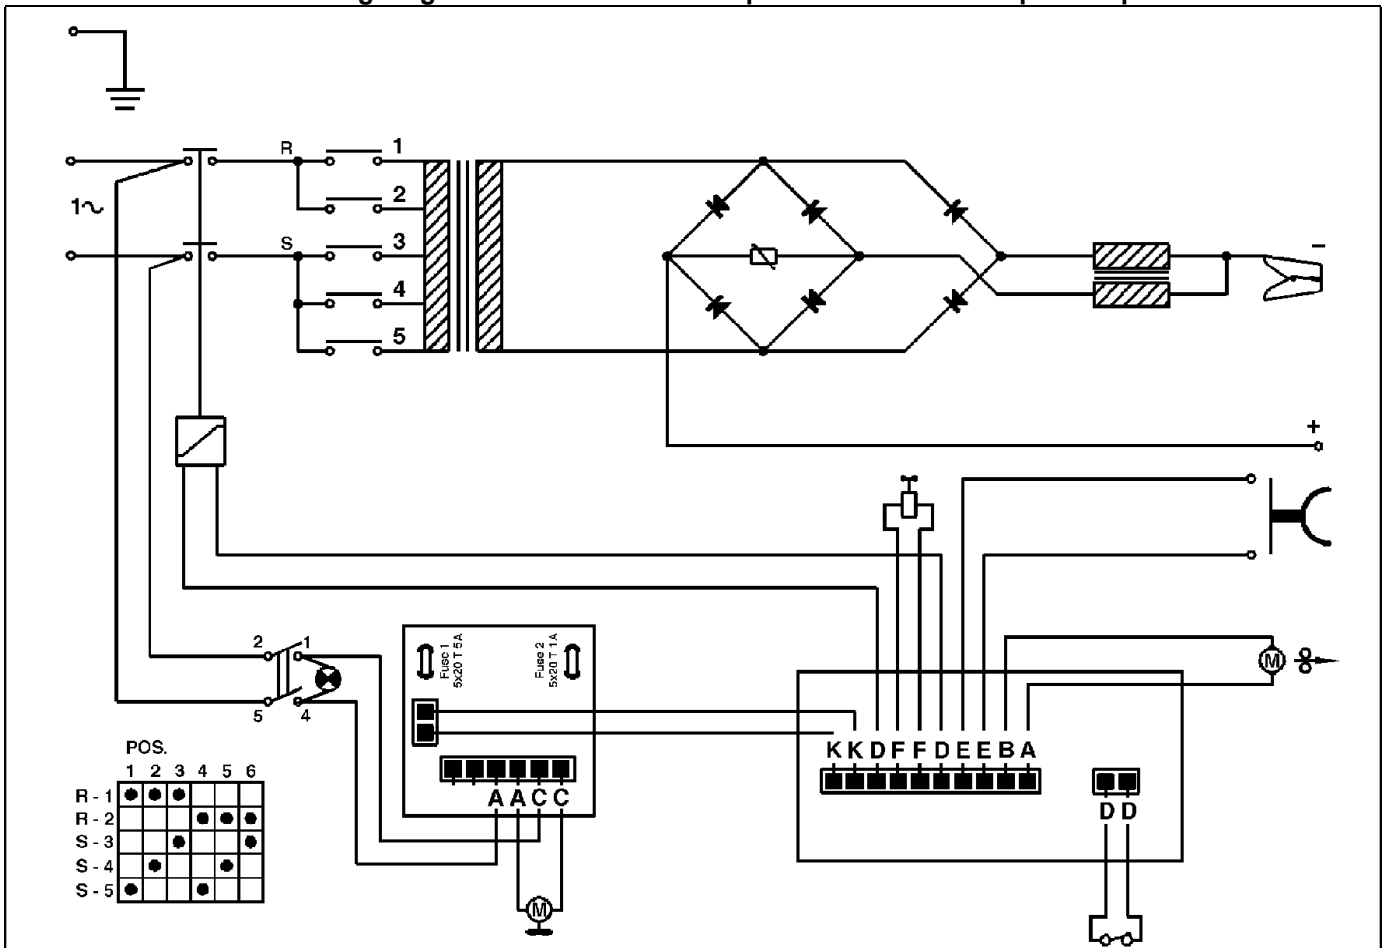 1~
R
S
1
2
3
4
5
−
+
M
2 1
5 4
Fuse 1
5x20 T 5A
Fuse 2
5x20 T 1A
K K D F F D E E B A
A A C C
D D
M
POS.
1 2 3 4 5 6
R - 1
R - 2
S - 3
S - 4
S - 5